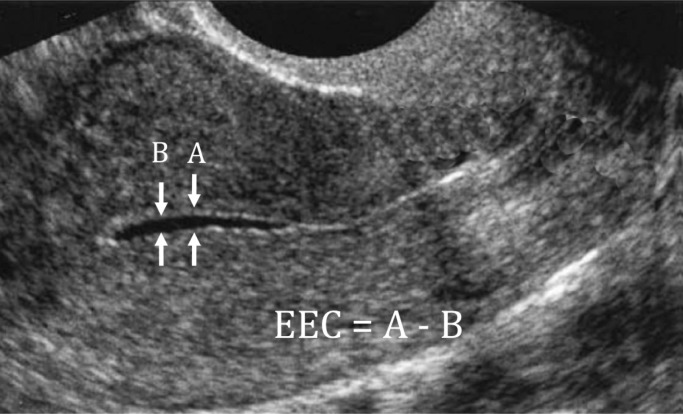 B A
EEC = A - B